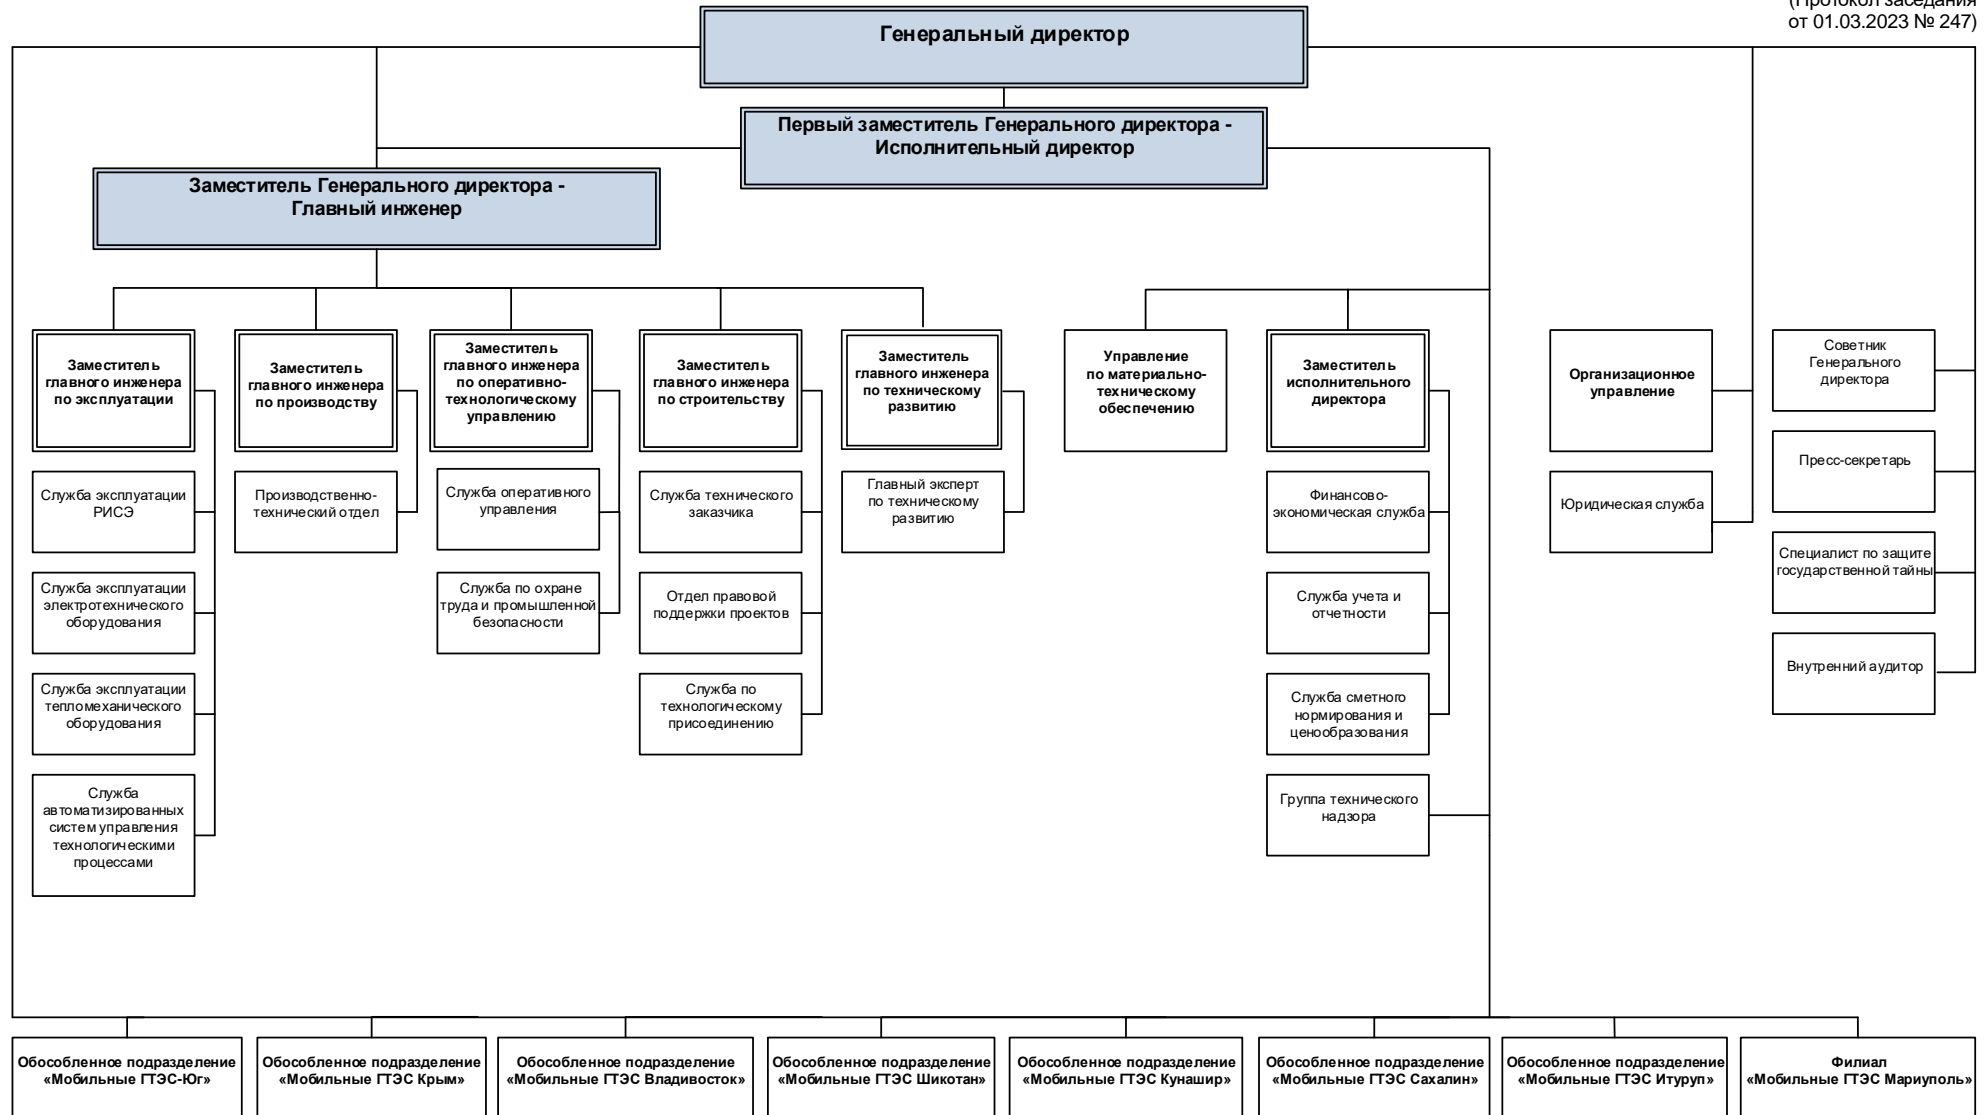 (Протокол заседания
от 01.03.2023 № 247)
Генеральный директор
Первый заместитель Генерального директора -
Исполнительный директор
Заместитель Генерального директора -
Главный инженер
Заместитель
главного инженера
по эксплуатации
Заместитель
главного инженера
по производству
Заместитель
главного инженера
по оперативно-
технологическому
управлению
Заместитель
главного инженера
по строительству
Заместитель
главного инженера
по техническому
развитию
Управление
по материально-
техническому
обеспечению
Заместитель
исполнительного
директора
Организационное
управление
Советник
Генерального
директора
Служба эксплуатации
РИСЭ
Производственно-
технический отдел
Служба оперативного
управления
Служба технического
заказчика
Главный эксперт
по техническому
развитию
Финансово-
экономическая служба
Юридическая служба
Пресс-секретарь
Служба эксплуатации
электротехнического
оборудования
Служба по охране
труда и промышленной
безопасности
Отдел правовой
поддержки проектов
Служба учета и
отчетности
Специалист по защите
государственной тайны
Служба эксплуатации
тепломеханического
оборудования
Служба по
технологическому
присоединению
Служба сметного
нормирования и
ценообразования
Внутренний аудитор
Служба
автоматизированных
систем управления
технологическими
процессами
Группа технического
надзора
Обособленное подразделение
«Мобильные ГТЭС-Юг»
Обособленное подразделение
«Мобильные ГТЭС Крым»
Обособленное подразделение
«Мобильные ГТЭС Владивосток»
Обособленное подразделение
«Мобильные ГТЭС Шикотан»
Обособленное подразделение
«Мобильные ГТЭС Кунашир»
Обособленное подразделение
«Мобильные ГТЭС Сахалин»
Обособленное подразделение
«Мобильные ГТЭС Итуруп»
Филиал
«Мобильные ГТЭС Мариуполь»